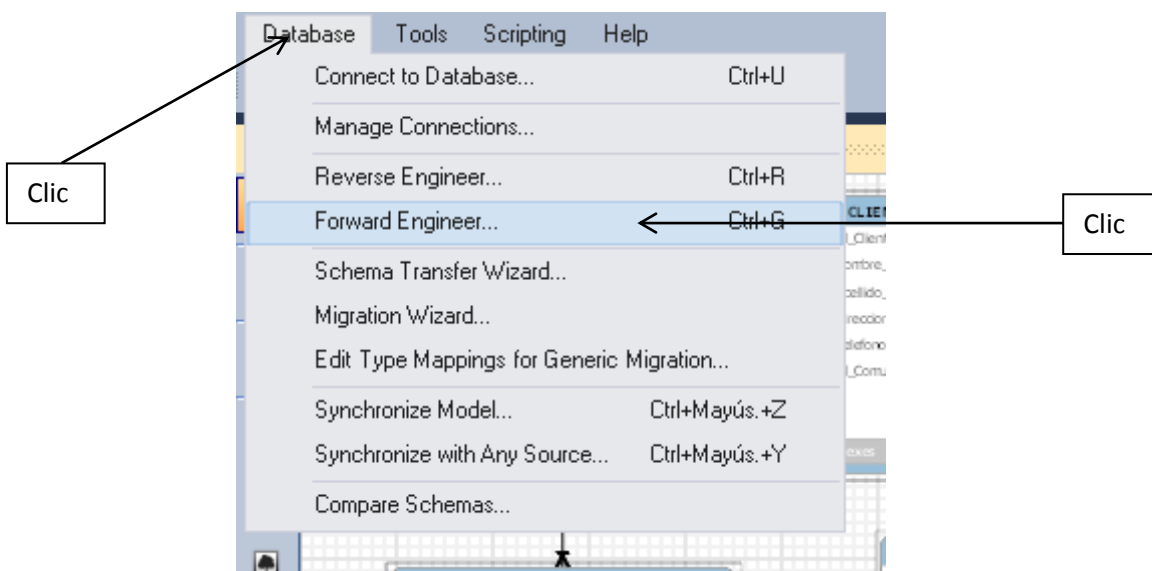 Database Tools Scripting Help
Connect to Database... Ctrl+U
Manage Connections...
Reverse Engineer... Ctrl+R
Clic
Forward Engineer... Ctrl+G
Clic
Schema Transfer Wizard...
Migration Wizard...
Edit Type Mappings for Generic Migration...
Synchronize Model... Ctrl+Mayús.+Z
Synchronize with Any Source... Ctrl+Mayús.+Y
Compare Schemas...